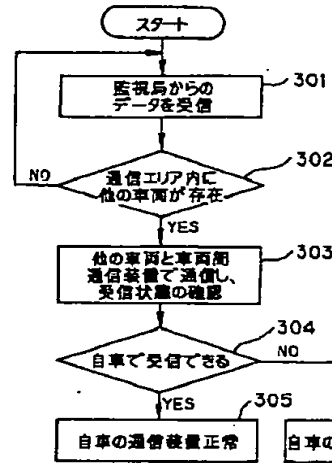 スタート
301
監視局からの
データを受信
302
通信エリア内に
他の車両が存在
NO
YES
303
他の車両と車両間
通信装置で通信し、
受信状態の確認
304
自車で受信できる
NO
YES
305
自車の通信装置正常
自車の